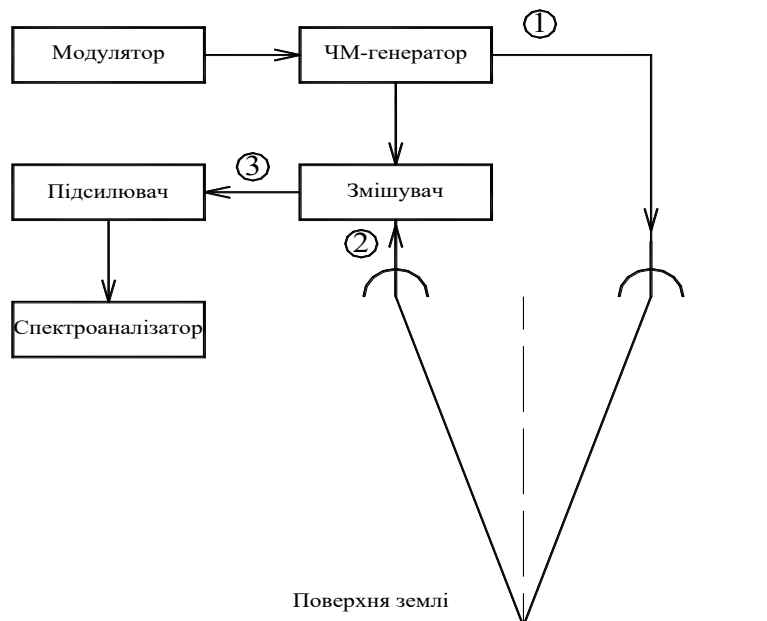 1
Модулятор
ЧМ-генератор
3
Підсилювач
Змішувач
2
Спектроаналізатор
Поверхня землі